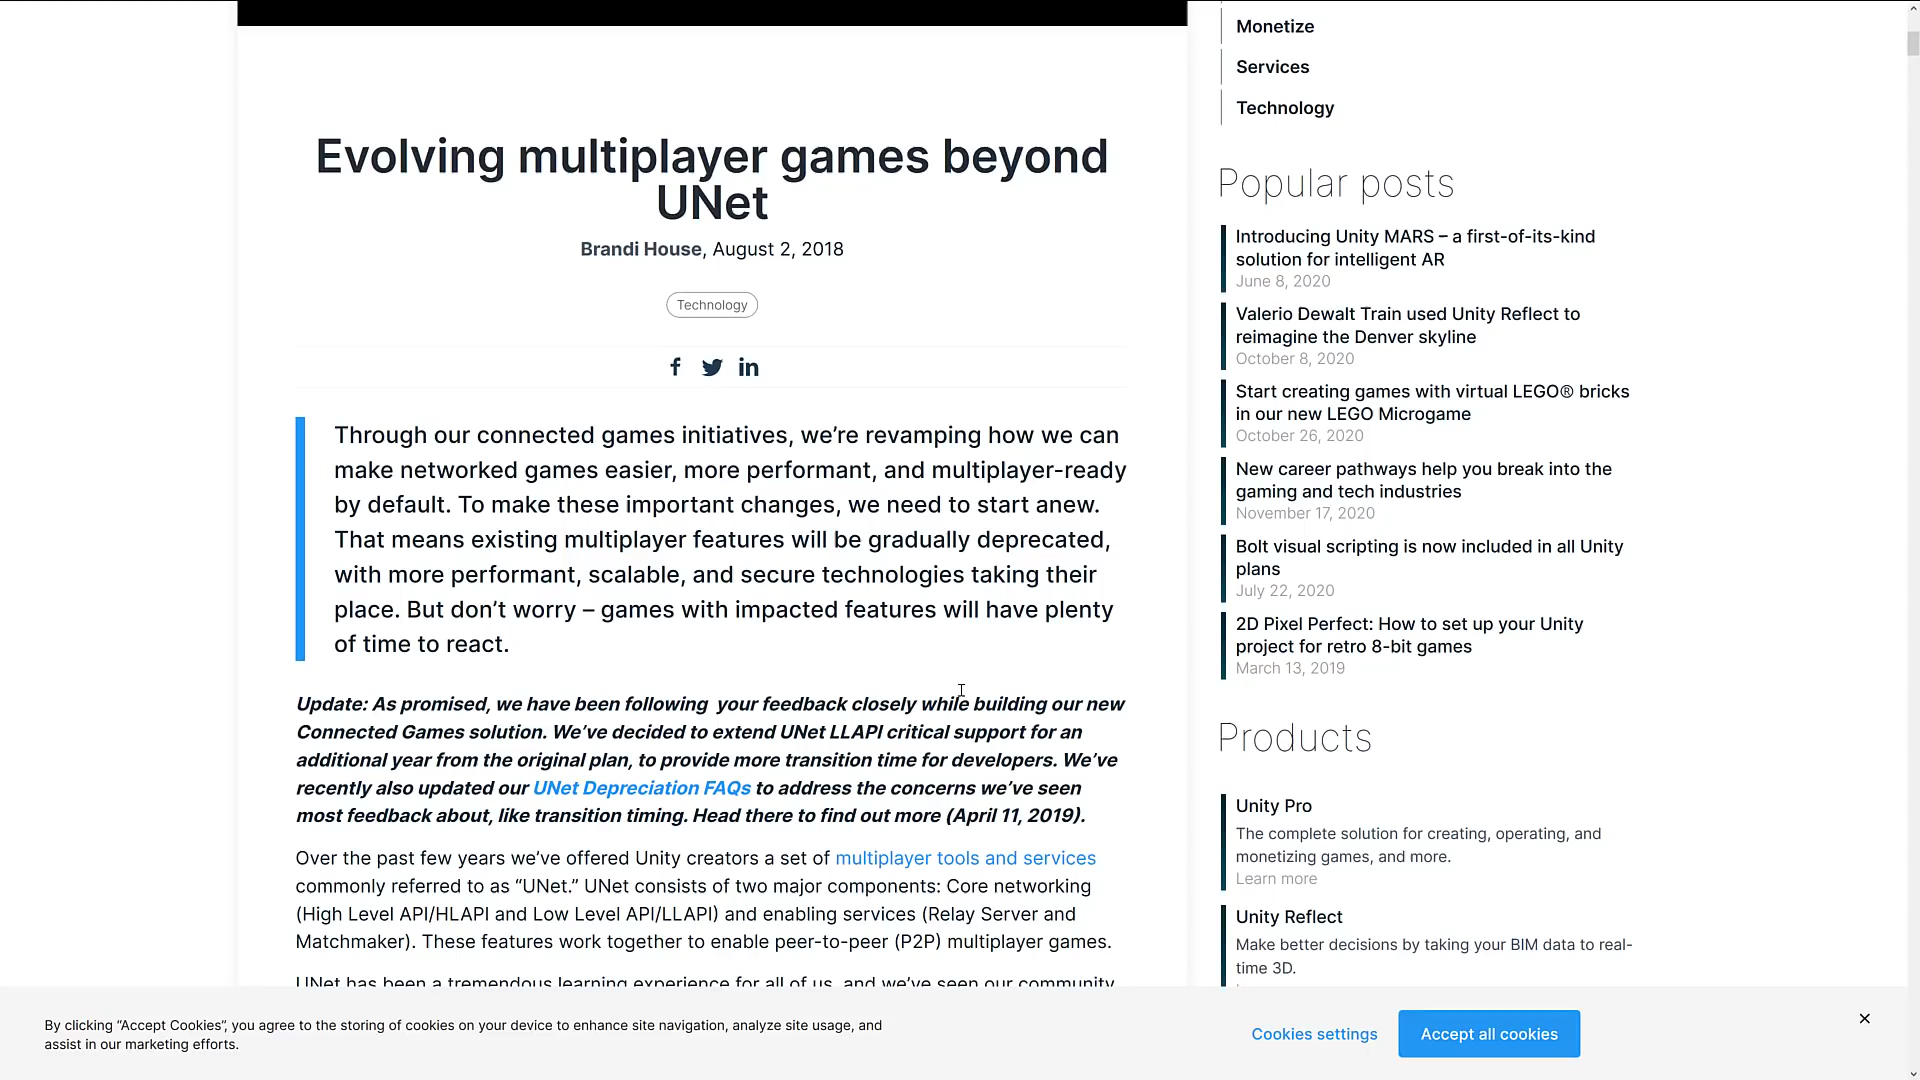 Evolving multiplayer games beyond
UNet
Brandi House, August 2, 2018
Technology
Through our connected games initiatives, we’re revamping how we can
make networked games easier, more performant, and multiplayer-ready
by default. To make these important changes, we need to start anew.
That means existing multiplayer features will be gradually deprecated,
with more performant, scalable, and secure technologies taking their
place. But don’t worry – games with impacted features will have plenty
of time to react.
Update: As promised, we have been following  your feedback closely while building our new
Connected Games solution. We’ve decided to extend UNet LLAPI critical support for an
additional year from the original plan, to provide more transition time for developers. We’ve
recently also updated our UNet Depreciation FAQs to address the concerns we’ve seen
most feedback about, like transition timing. Head there to find out more (April 11, 2019).
Over the past few years we’ve offered Unity creators a set of multiplayer tools and services
commonly referred to as “UNet.” UNet consists of two major components: Core networking
(High Level API/HLAPI and Low Level API/LLAPI) and enabling services (Relay Server and
Matchmaker). These features work together to enable peer-to-peer (P2P) multiplayer games.
UNet has been a tremendous learning experience for all of us, and we’ve seen our community
Monetize
Services
Technology
Popular posts
Introducing Unity MARS – a first-of-its-kind
solution for intelligent AR
June 8, 2020
Valerio Dewalt Train used Unity Reflect to
reimagine the Denver skyline
October 8, 2020
Start creating games with virtual LEGO® bricks
in our new LEGO Microgame
October 26, 2020
New career pathways help you break into the
gaming and tech industries
November 17, 2020
Bolt visual scripting is now included in all Unity
plans
July 22, 2020
2D Pixel Perfect: How to set up your Unity
project for retro 8-bit games
March 13, 2019
Products
Unity Pro
The complete solution for creating, operating, and
monetizing games, and more.
Learn more
Unity Reflect
Make better decisions by taking your BIM data to real-
time 3D.
By clicking “Accept Cookies”, you agree to the storing of cookies on your device to enhance site navigation, analyze site usage, and
assist in our marketing efforts.
Cookies settings
Accept all cookies